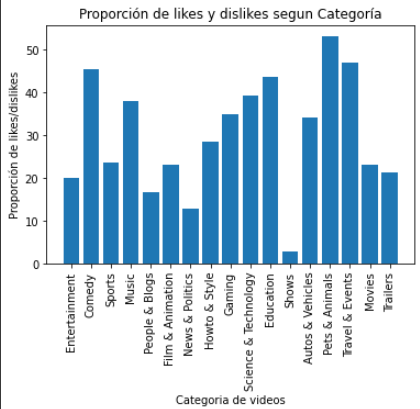 Proporción de likes y dislikes segun Categoría
Proporción de likes/dislikes
50
40
30
20
10
0
Entertainment
Comedy
Sports
Music
People & Blogs
Film & Animation
News & Politics
Howto & Style
Gaming
Science & Technology
Education
Shows
Autos & Vehicles
Pets & Animals
Travel & Events
Movies
Trailers
Categoria de videos